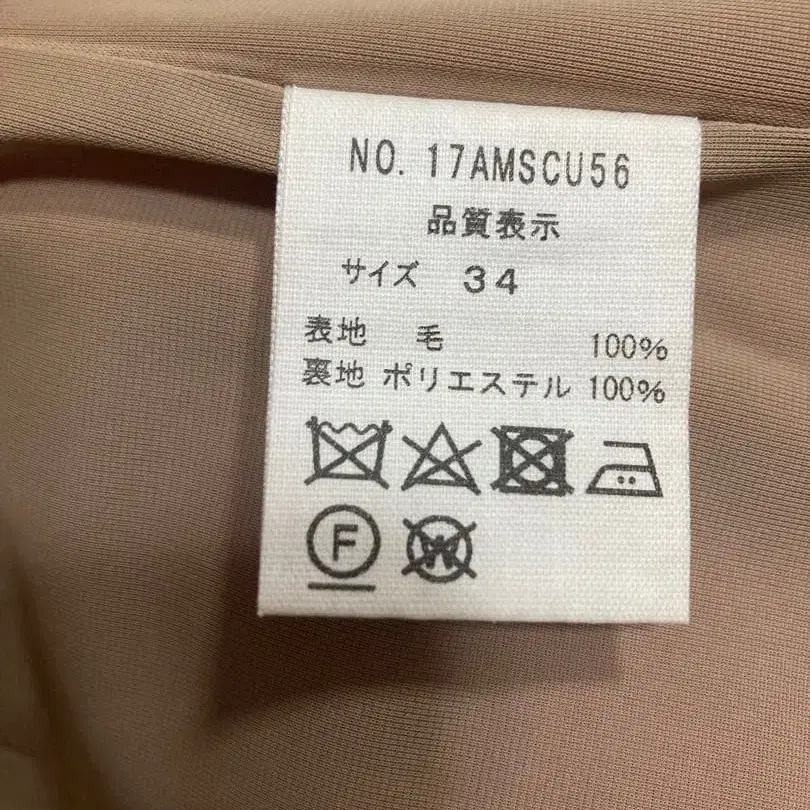 NO. 17AMSCU56
品質表示
サイズ 34
表地 毛 100%
裏地 ポリエステル 100%
F
W